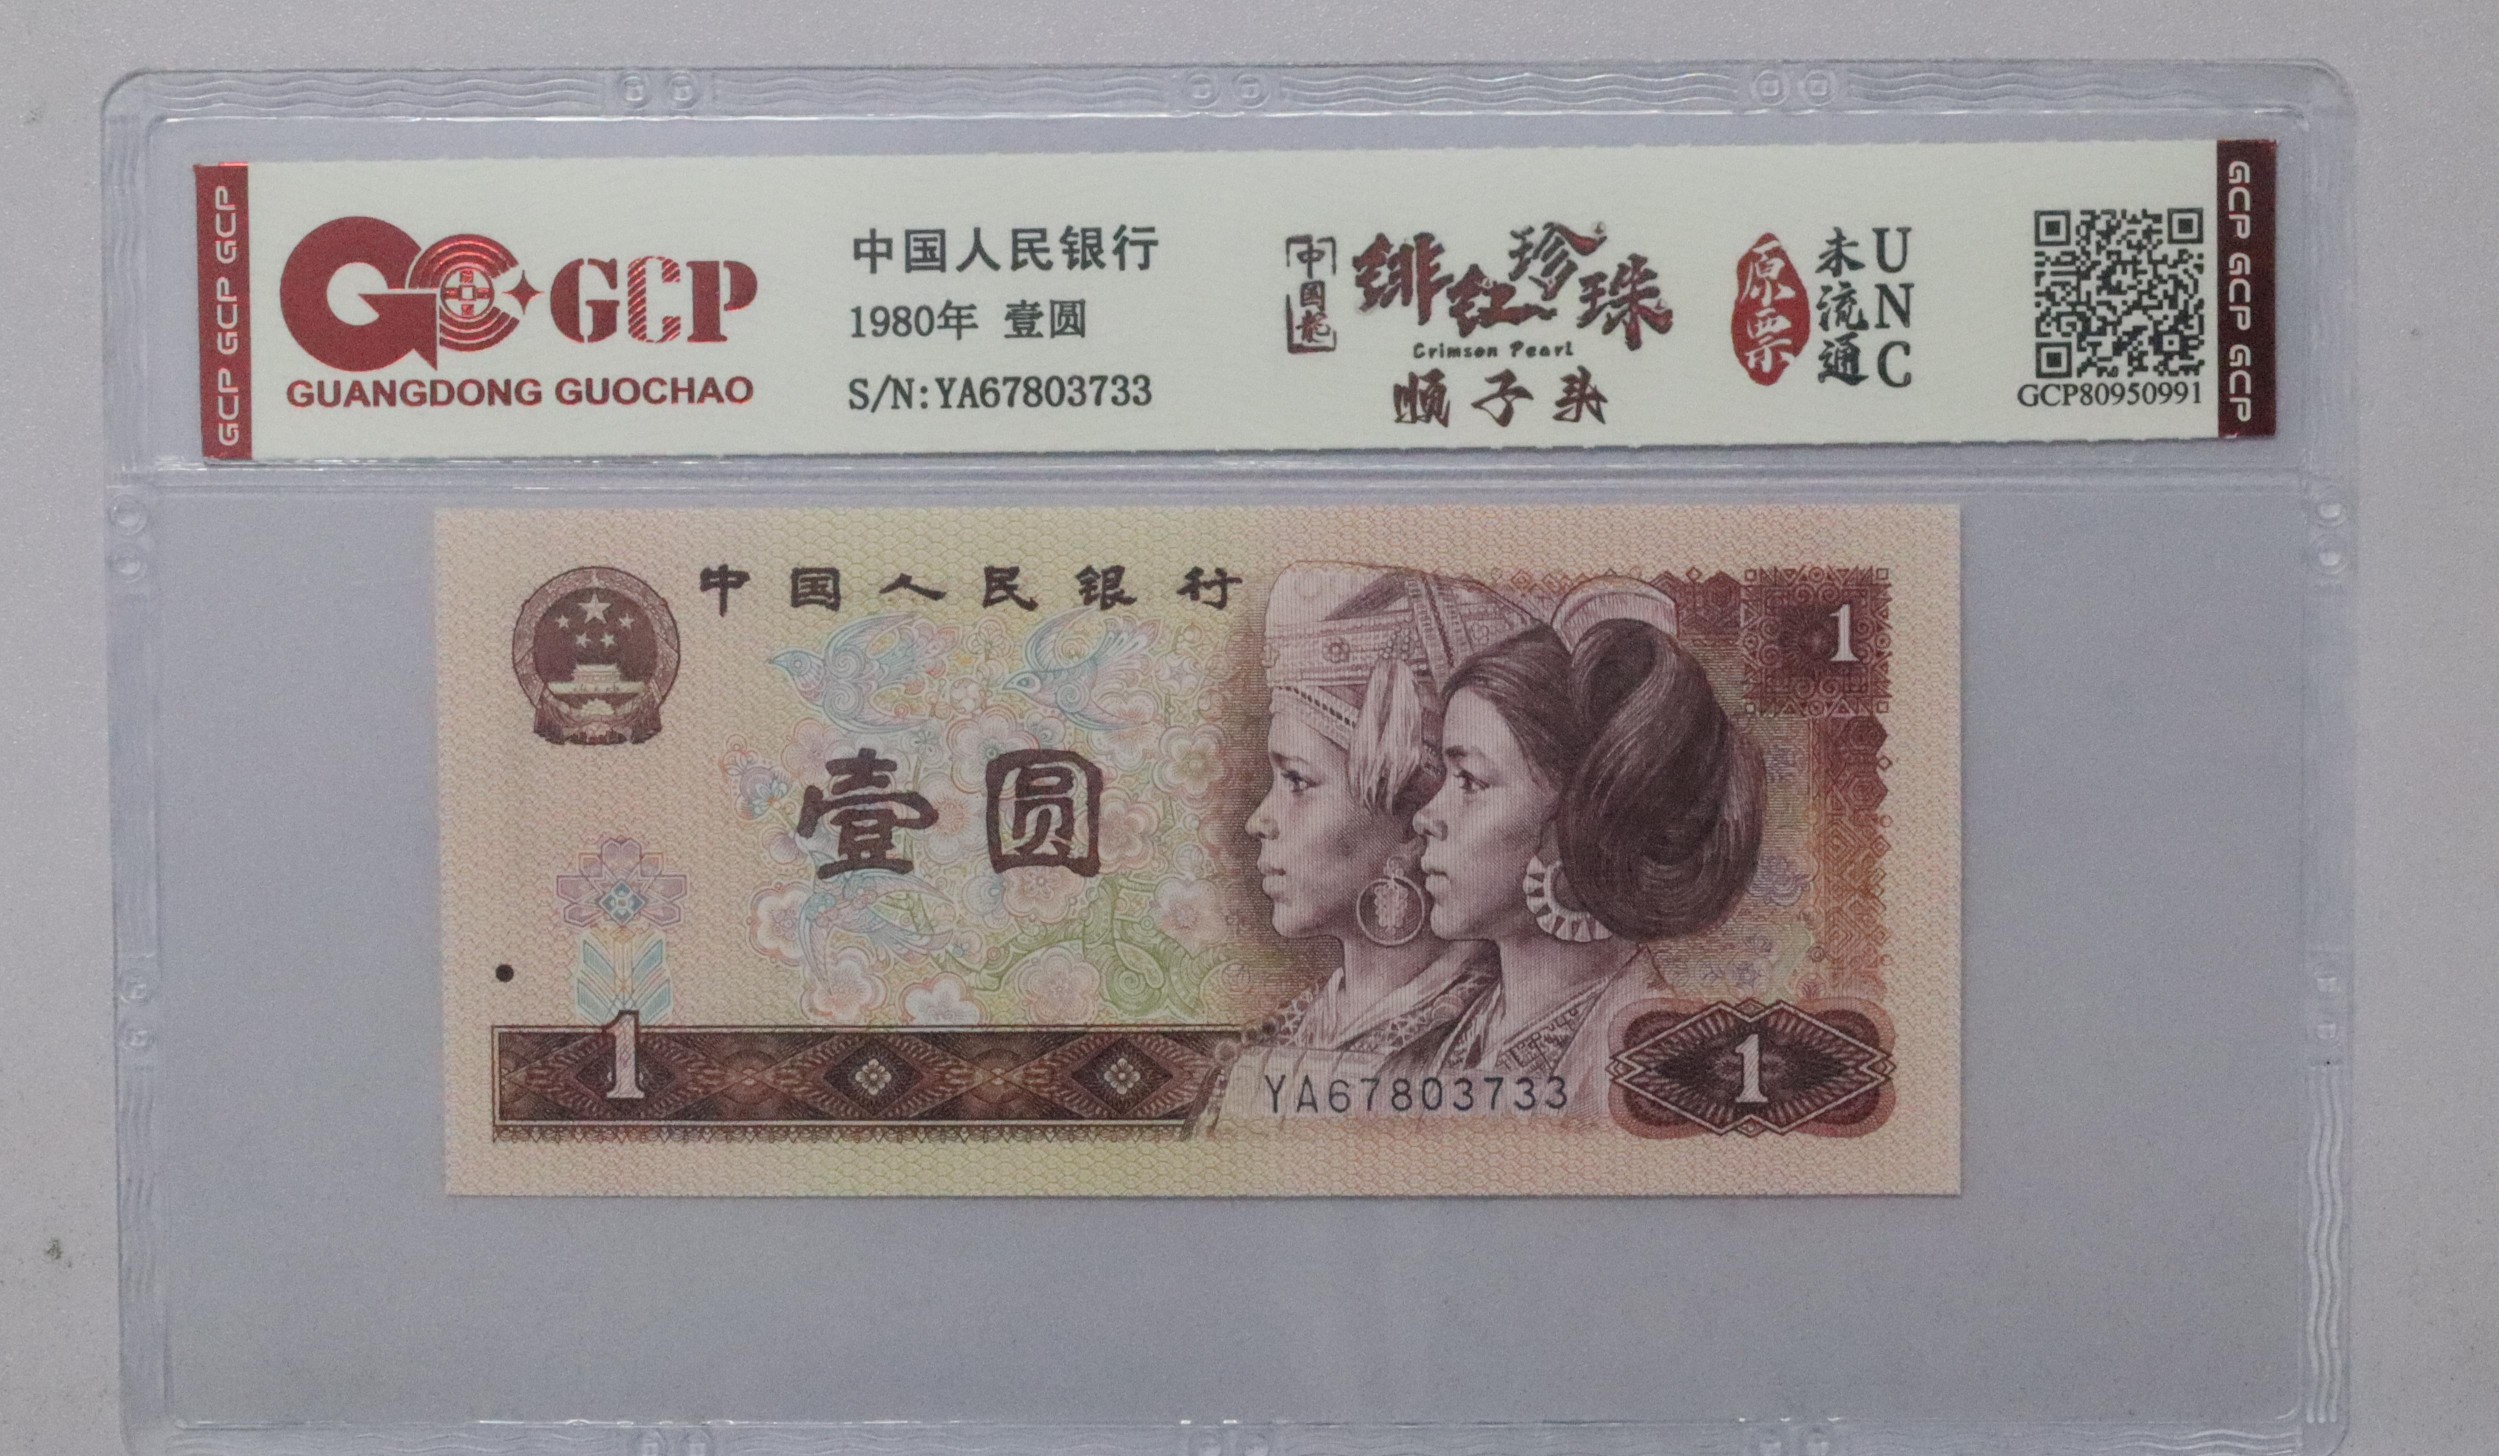 GCP GCP GCP
GCP
GUANGDONG GUOCHAO
中国人民银行
1980年 壹圆
S/N:YA67803733
中国龙
绯红珍珠
Crimson Pearl
顺子号
原票
未流通
UNC
GCP80950991
GCP GCP GCP
中国人民银行
1
壹圆
1
YA67803733
1